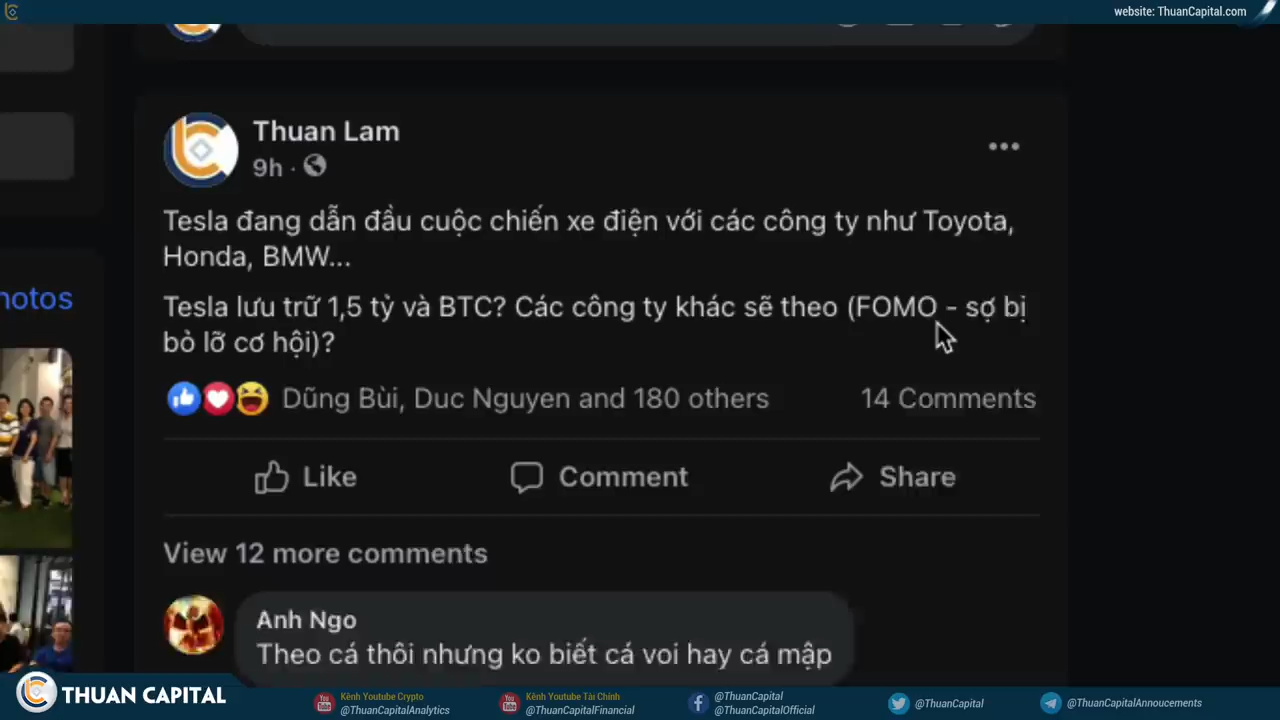 website: ThuanCapital.com
Thuan Lam
9h ·
Tesla đang dẫn đầu cuộc chiến xe điện với các công ty như Toyota,
Honda, BMW...
Tesla lưu trữ 1,5 tỷ và BTC? Các công ty khác sẽ theo (FOMO - sợ bị
bỏ lỡ cơ hội)?
hotos
Dũng Bùi, Duc Nguyen and 180 others
14 Comments
Like
Comment
Share
View 12 more comments
Anh Ngo
Theo cá thôi nhưng ko biết cá voi hay cá mập
THUAN CAPITAL
Kênh Youtube Crypto
@ThuanCapitalAnalytics
Kênh Youtube Tài Chính
@ThuanCapitalFinancial
@ThuanCapital
@ThuanCapitalOfficial
@ThuanCapital
@ThuanCapitalAnnoucements